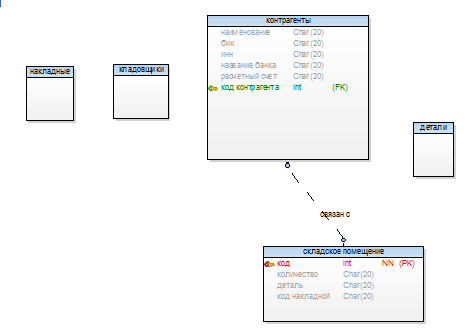 контрагенты
наименование Char (20)
бик Char (20)
инн Char (20)
название банка Char (20)
расчетный счет Char (20)
код контрагента Int (FK)
накладные
кладовщики
детали
связан с
складское помещение
код Int NN (PK)
количество Char(20)
деталь Char(20)
код накладной Char(20)